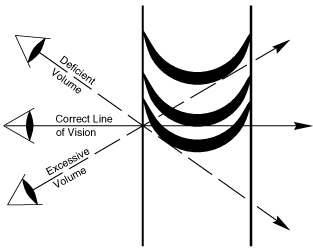 Deficient
Volume
Correct Line
of Vision
Excessive
Volume